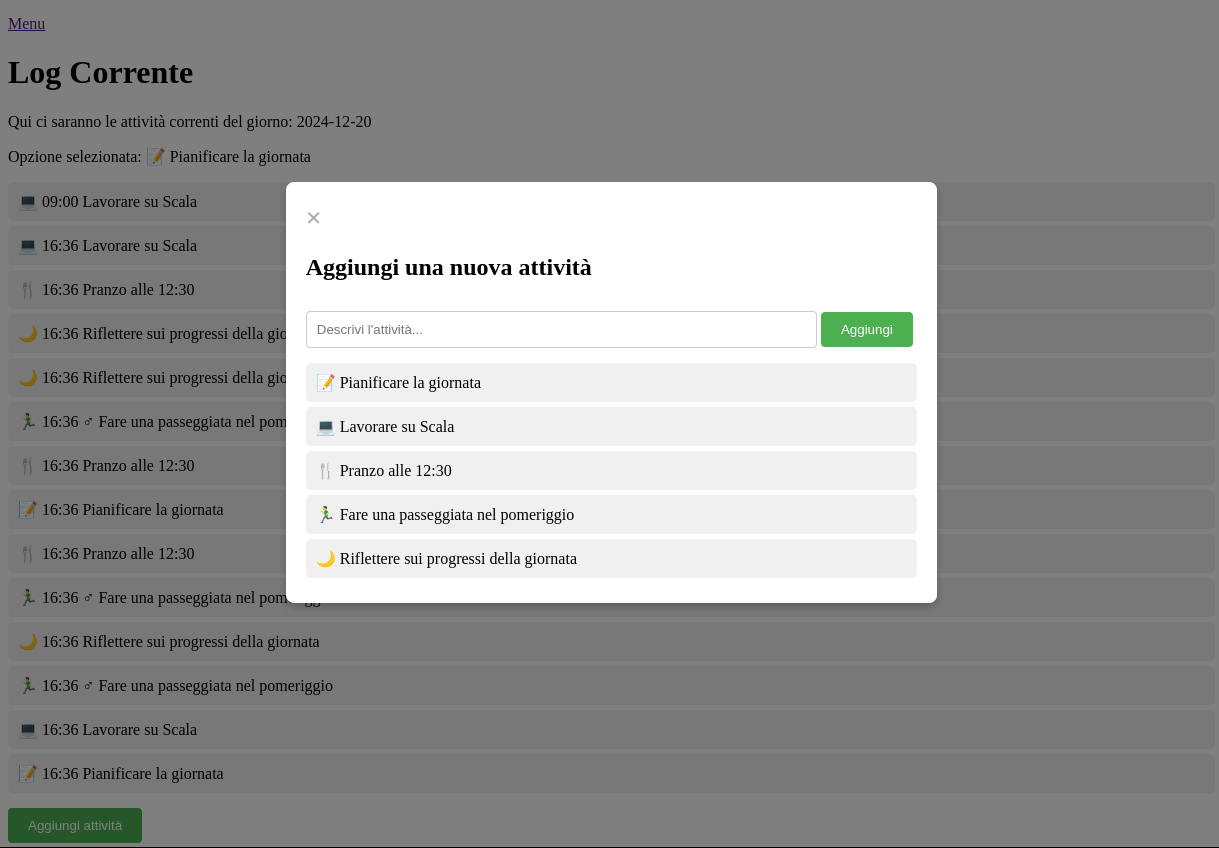 Menu
Log Corrente
Qui ci saranno le attività correnti del giorno: 2024-12-20
Opzione selezionata: 📝 Pianificare la giornata
💻 09:00 Lavorare su Scala
💻 16:36 Lavorare su Scala
🍴 16:36 Pranzo alle 12:30
🌙 16:36 Riflettere sui progressi della gio
🌙 16:36 Riflettere sui progressi della gio
🏃‍♂️ 16:36 ♂ Fare una passeggiata nel pom
🍴 16:36 Pranzo alle 12:30
📝 16:36 Pianificare la giornata
🍴 16:36 Pranzo alle 12:30
🏃‍♂️ 16:36 ♂ Fare una passeggiata nel pom
🌙 16:36 Riflettere sui progressi della giornata
🏃‍♂️ 16:36 ♂ Fare una passeggiata nel pomeriggio
💻 16:36 Lavorare su Scala
📝 16:36 Pianificare la giornata
Aggiungi attività
×
Aggiungi una nuova attività
Descrivi l'attività...
Aggiungi
📝 Pianificare la giornata
💻 Lavorare su Scala
🍴 Pranzo alle 12:30
🏃‍♂️ Fare una passeggiata nel pomeriggio
🌙 Riflettere sui progressi della giornata